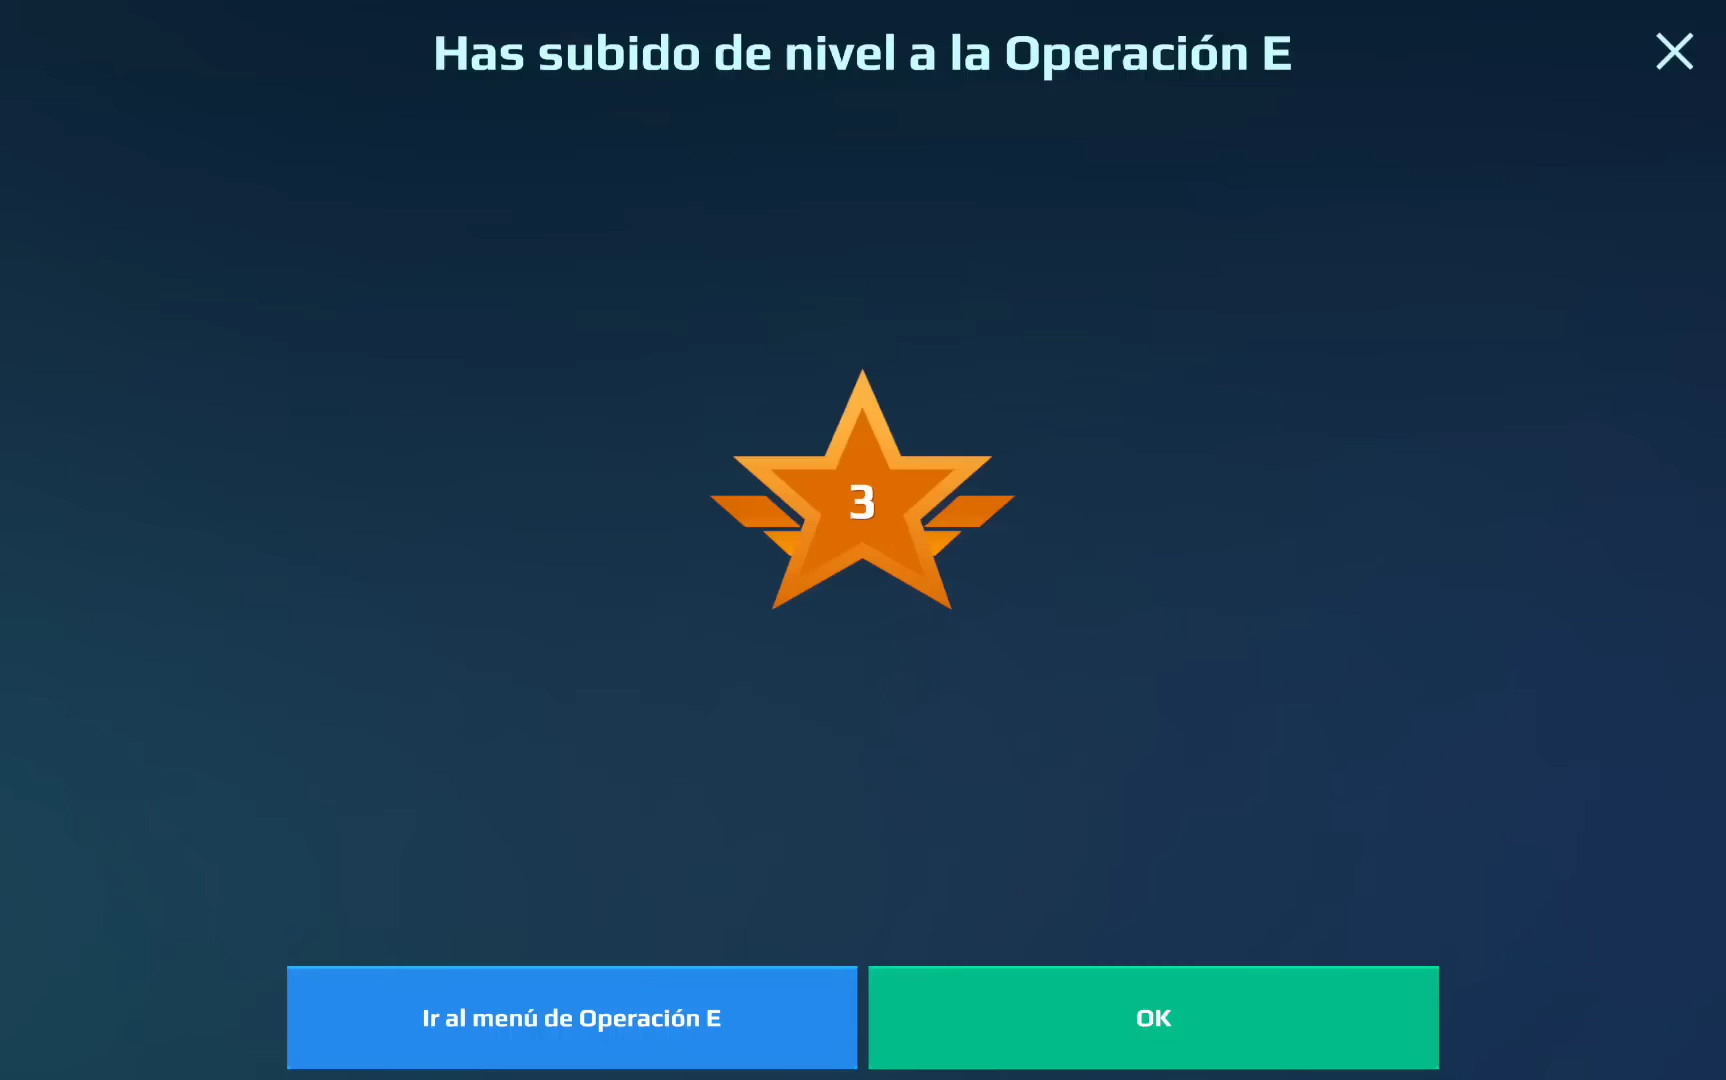 Has subido de nivel a la Operación E
3
Ir al menú de Operación E
OK